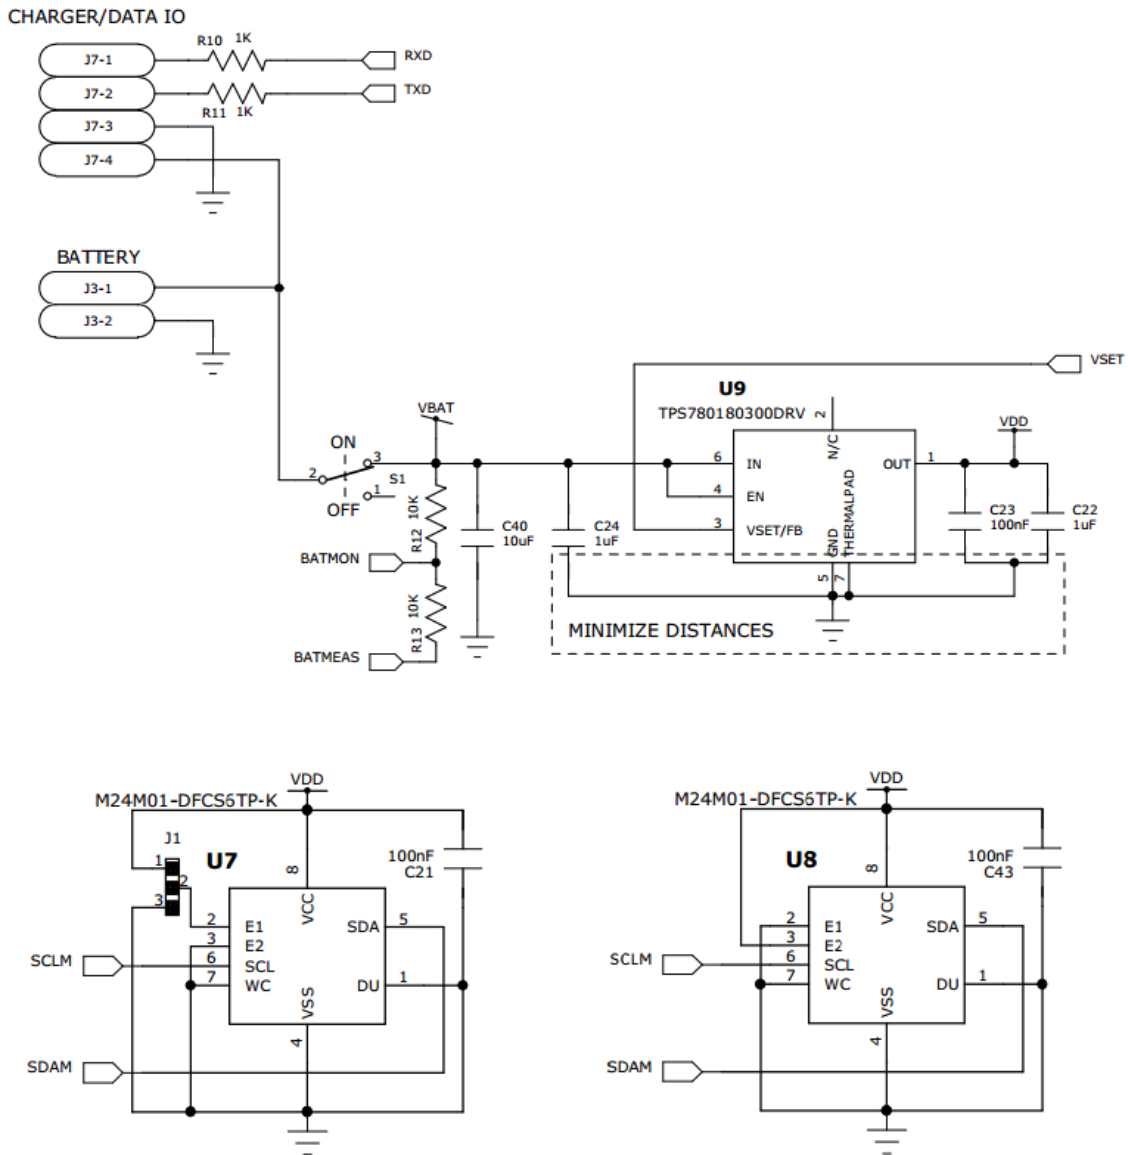 CHARGER/DATA IO
R10 1K
J7-1
RXD
J7-2
TXD
R11 1K
J7-3
J7-4
BATTERY
J3-1
J3-2
VSET
U9
TPS780180300DRV
VBAT
VDD
ON
2
3
S1
1
OFF
R12 10K
C40
10uF
C24
1uF
6 IN
4 EN
3 VSET/FB
2 N/C
OUT 1
GND 5
THERMALPAD 7
C23
100nF
C22
1uF
BATMON
R13 10K
BATMEAS
MINIMIZE DISTANCES
VDD
M24M01-DFCS6TP-K
J1
1
2
3
U7
100nF
C21
8
VCC
2 E1
3 E2
6 SCL
7 WC
SDA 5
DU 1
VSS
4
SCLM
SDAM
VDD
M24M01-DFCS6TP-K
U8
100nF
C43
8
VCC
2 E1
3 E2
6 SCL
7 WC
SDA 5
DU 1
VSS
4
SCLM
SDAM